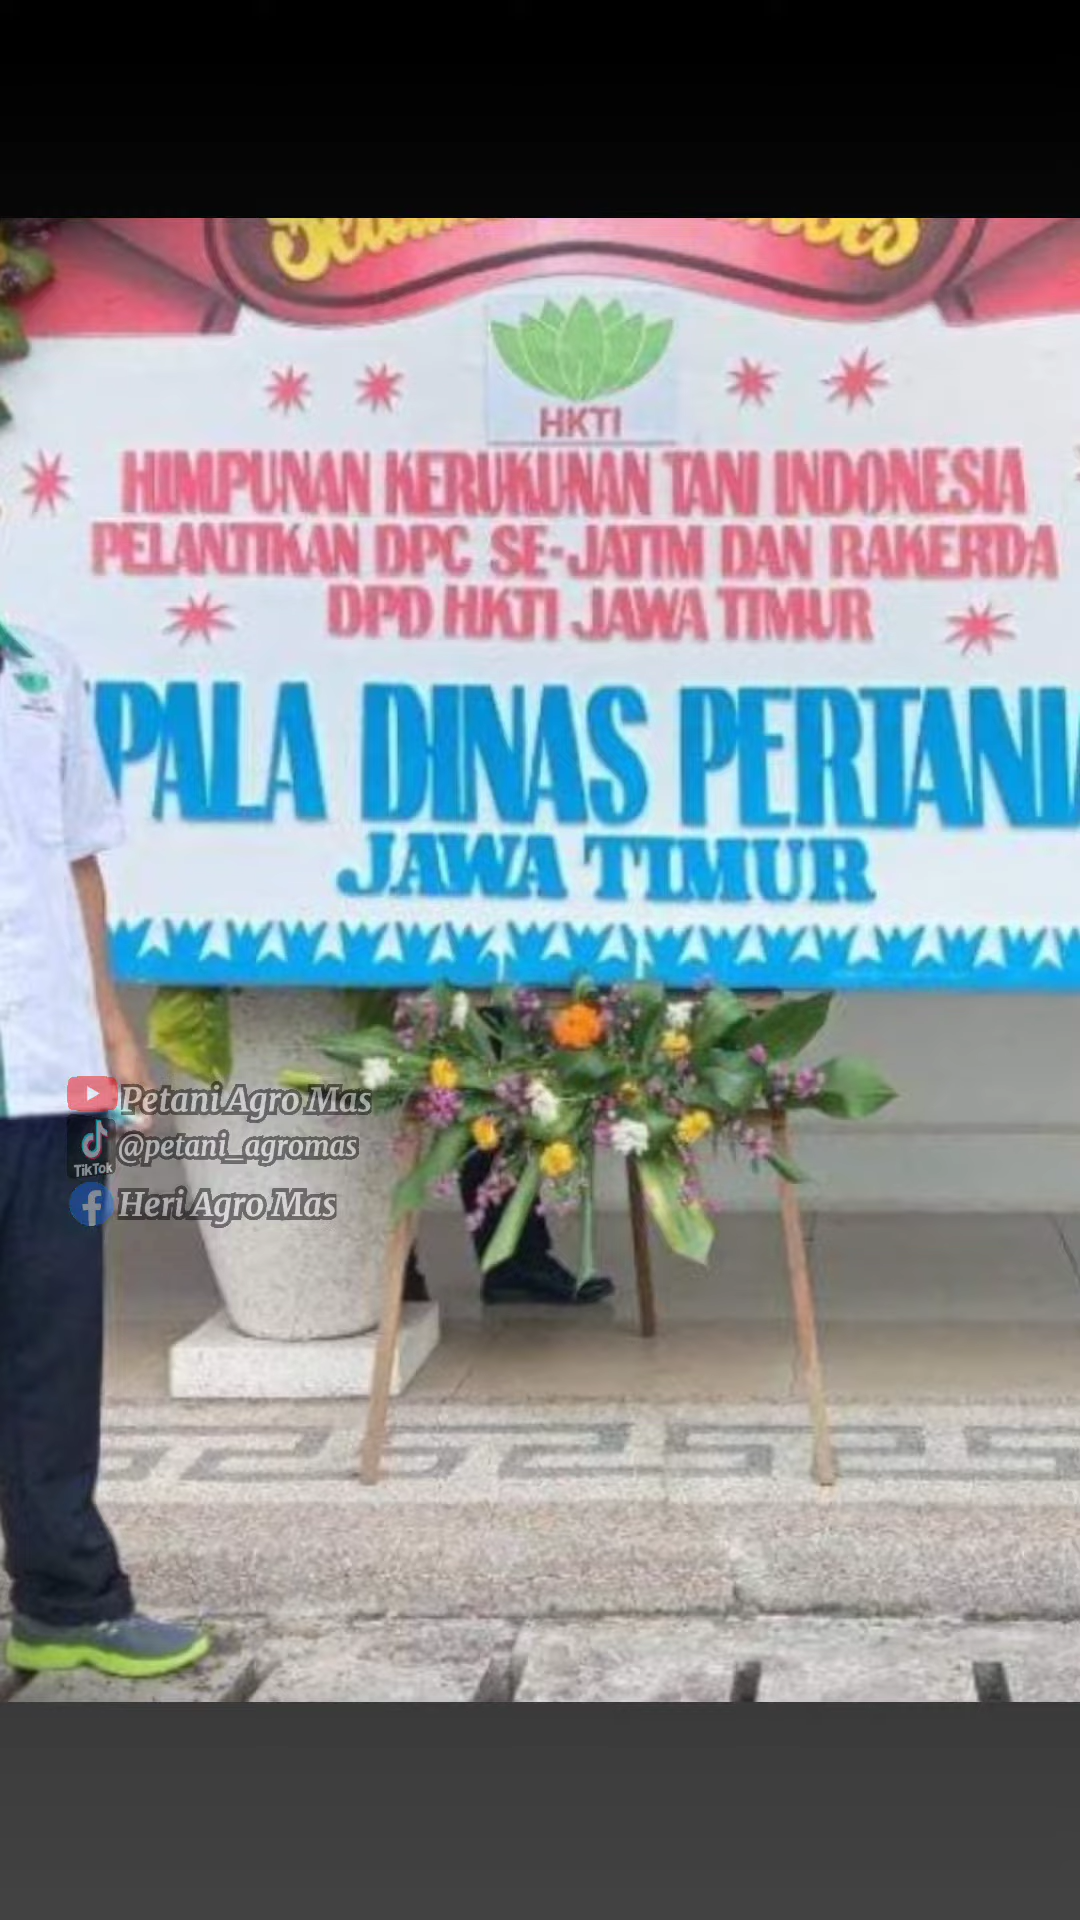 HKTI
HIMPUNAN KERUKUNAN TANI INDONESIA
PELANTIKAN DPC SE-JATIM DAN RAKERDA
DPD HKTI JAWA TIMUR
PALA DINAS PERTANI
JAWA TIMUR
Petani Agro Mas
@petani_agromas
TikTok
Heri Agro Mas